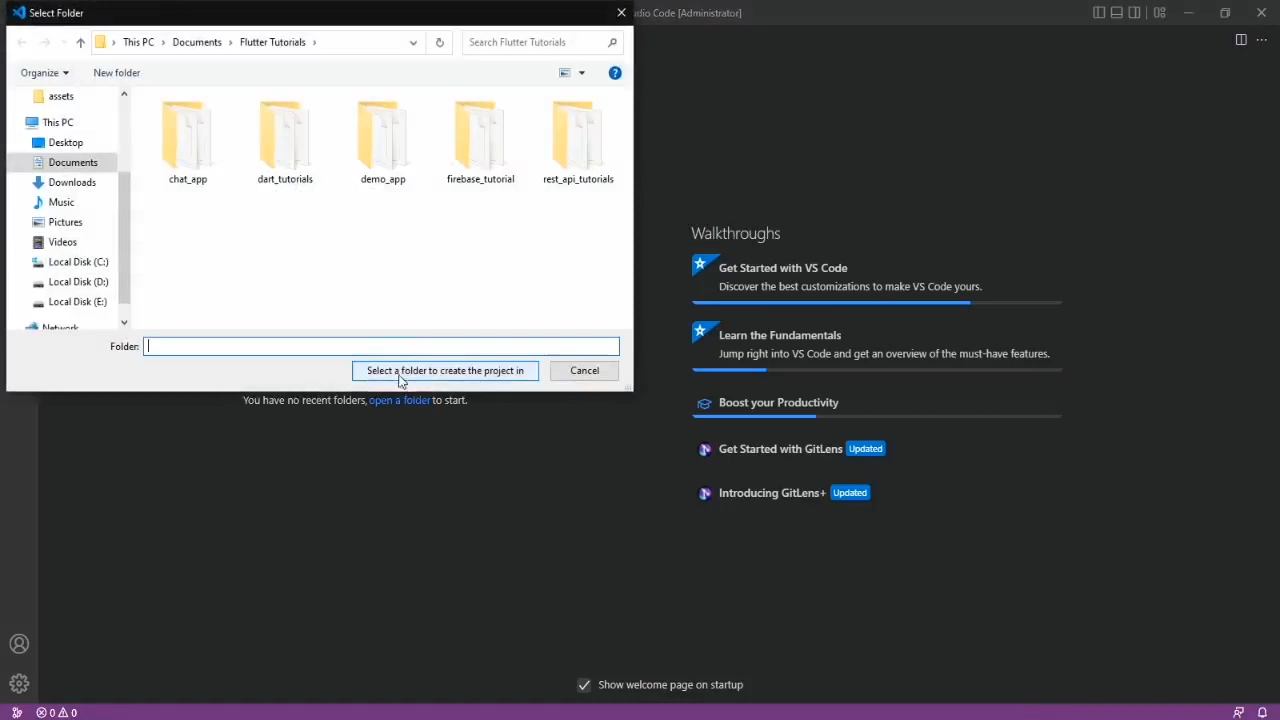 Select Folder
udio Code [Administrator]
This PC > Documents > Flutter Tutorials >
Search Flutter Tutorials
Organize
New folder
assets
This PC
Desktop
Documents
Downloads
Music
Pictures
Videos
Local Disk (C:)
Local Disk (D:)
Local Disk (E:)
Network
chat_app
dart_tutorials
demo_app
firebase_tutorial
rest_api_tutorials
Folder:
Select a folder to create the project in
Cancel
You have no recent folders, open a folder to start.
Walkthroughs
Get Started with VS Code
Discover the best customizations to make VS Code yours.
Learn the Fundamentals
Jump right into VS Code and get an overview of the must-have features.
Boost your Productivity
Get Started with GitLens Updated
Introducing GitLens+ Updated
Show welcome page on startup
0 0